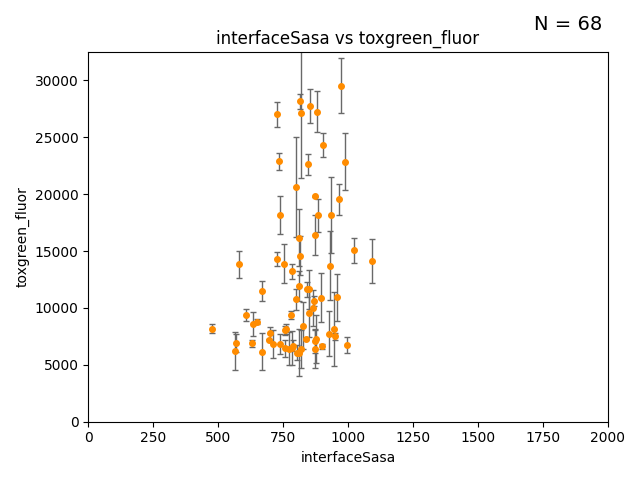 N = 68
interfaceSasa vs toxgreen_fluor
toxgreen_fluor
30000
25000
20000
15000
10000
5000
0
0 250 500 750 1000 1250 1500 1750 2000
interfaceSasa